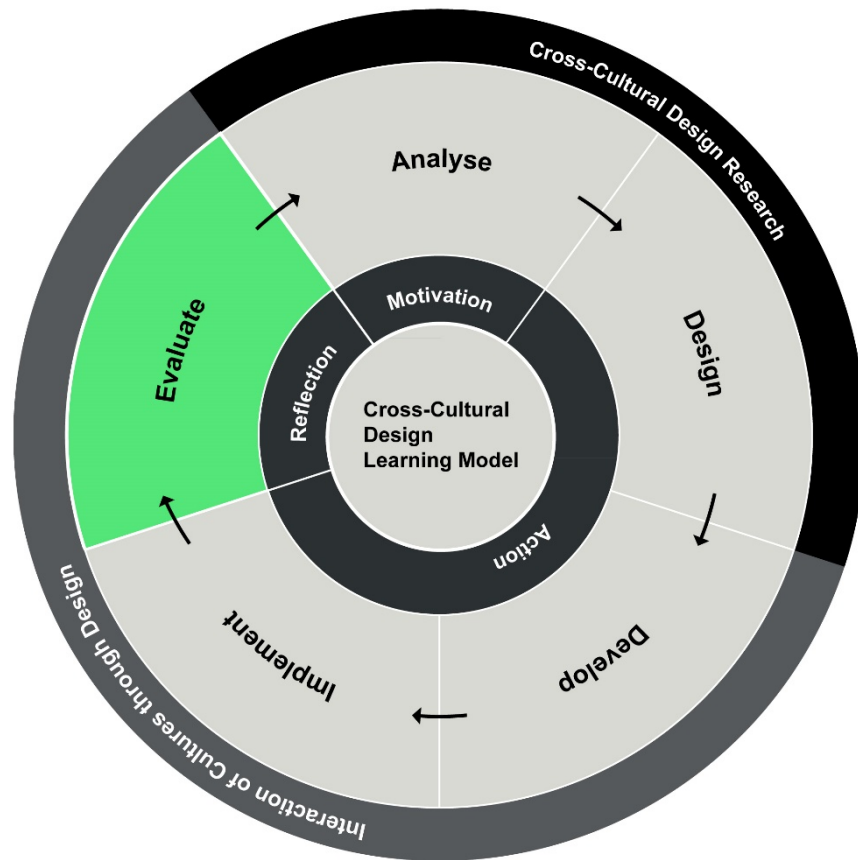 Cross-Cultural Design Research
Analyse
Design
Develop
Implement
Evaluate
Motivation
Action
Reflection
Cross-Cultural
Design
Learning Model
Interaction of Cultures through Design